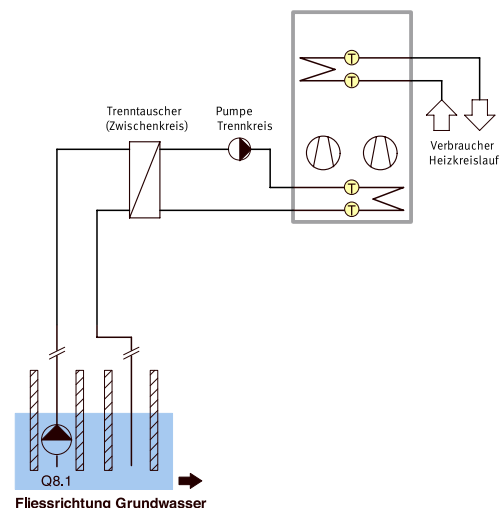 T
T
Trenntauscher
(Zwischenkreis)
Pumpe
Trennkreis
Verbraucher
Heizkreislauf
T
T
Q8.1
Fliessrichtung Grundwasser